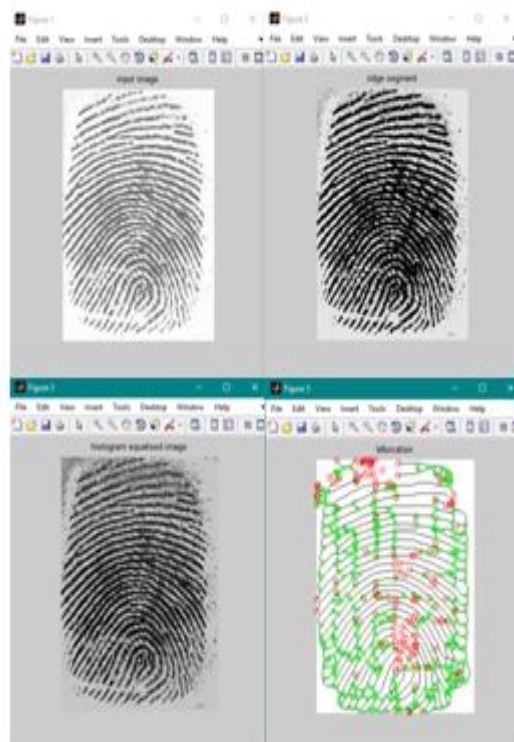 Figure 1
File Edit View Insert Tools Desktop Window Help
input image
Figure 2
File Edit View Insert Tools Desktop Window Help
ridge segment
Figure 3
File Edit View Insert Tools Desktop Window Help
histogram equalised image
Figure 5
File Edit View Insert Tools Desktop Window Help
bifurcation